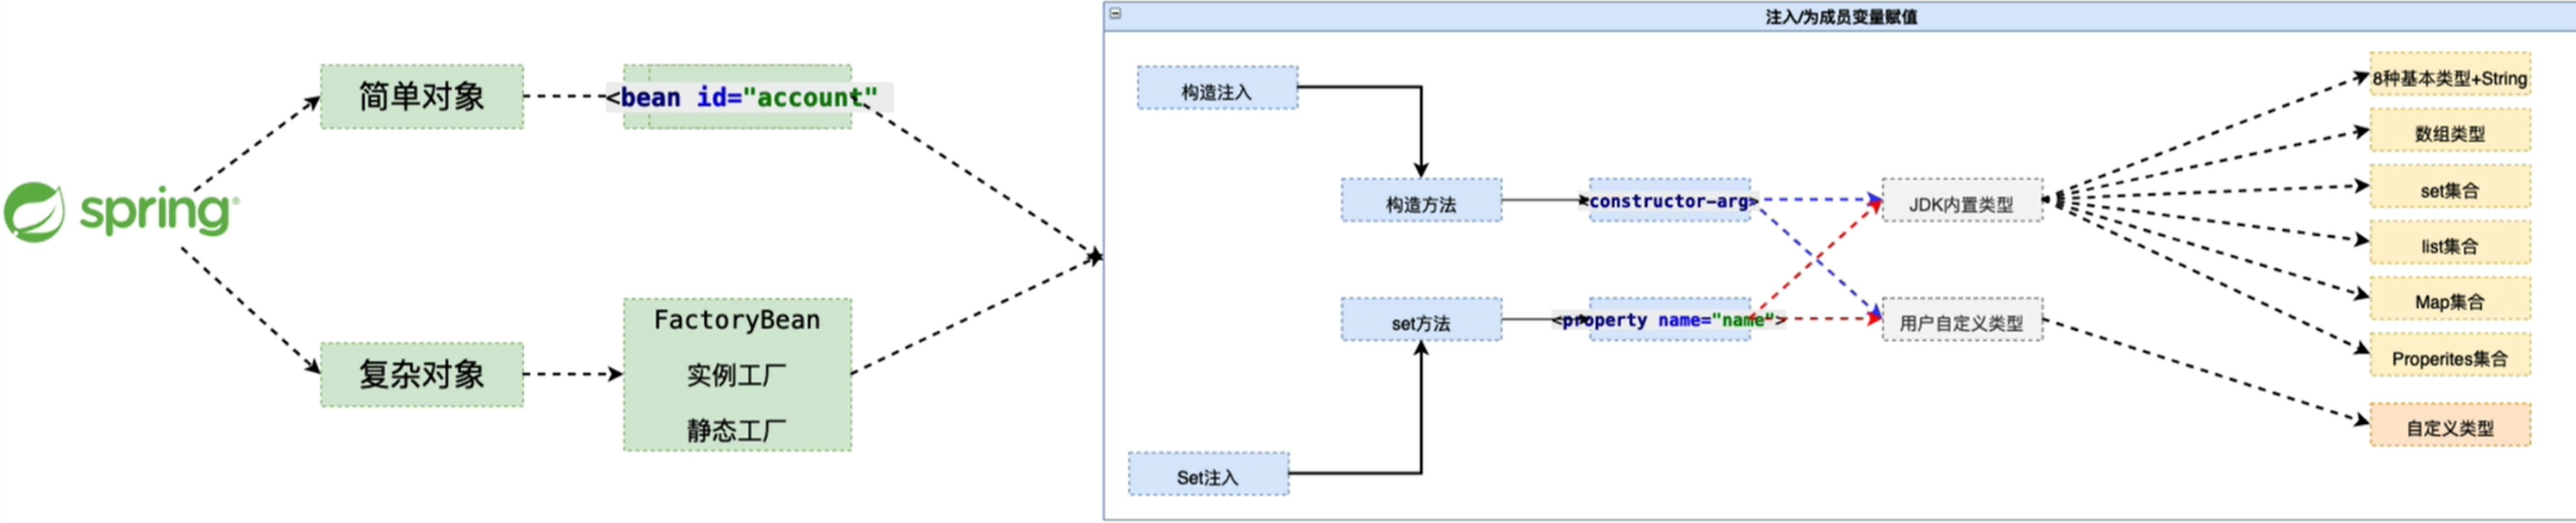 spring®
简单对象
<bean id="account"
复杂对象
FactoryBean
实例工厂
静态工厂
注入/为成员变量赋值
构造注入
构造方法
constructor-arg>
set方法
<property name="name">
Set注入
JDK内置类型
用户自定义类型
8种基本类型+String
数组类型
set集合
list集合
Map集合
Properites集合
自定义类型